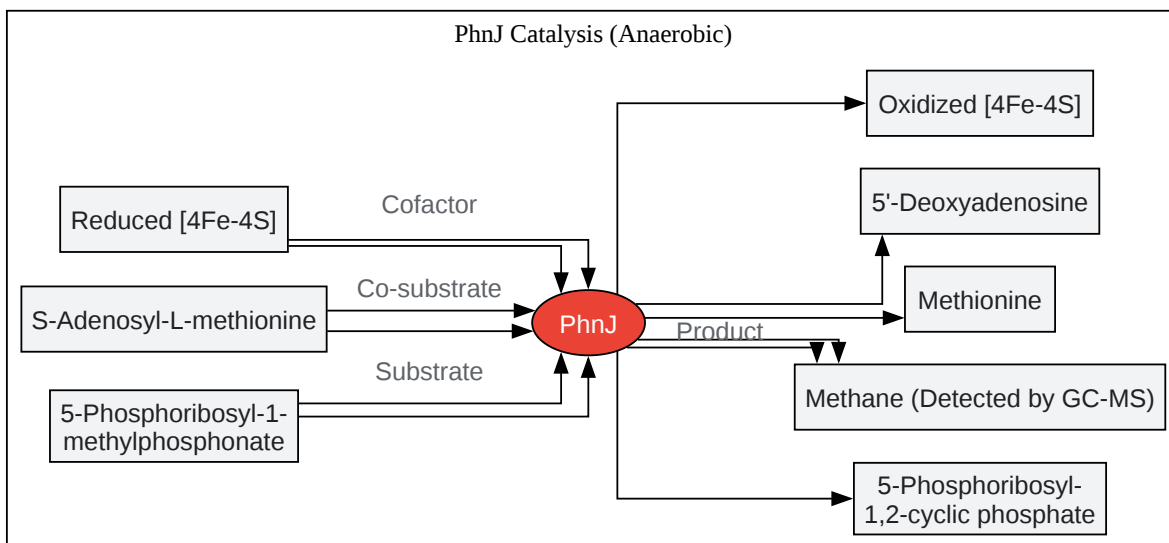 PhnJ Catalysis (Anaerobic)
Oxidized [4Fe-4S]
5'-Deoxyadenosine
Reduced [4Fe-4S]
Cofactor
Methionine
S-Adenosyl-L-methionine
Co-substrate
PhnJ
Product
Substrate
Methane (Detected by GC-MS)
5-Phosphoribosyl-1-
methylphosphonate
5-Phosphoribosyl-
1,2-cyclic phosphate